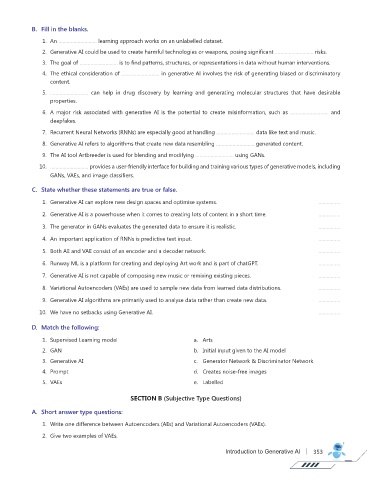 B. Fill in the blanks.
1. An .................. learning approach works on an unlabelled dataset.
2. Generative AI could be used to create harmful technologies or weapons, posing significant .................. risks.
3. The goal of .................. is to find patterns, structures, or representations in data without human interventions.
4. The ethical consideration of .................. in generative AI involves the risk of generating biased or discriminatory
content.
5. .................. can help in drug discovery by learning and generating molecular structures that have desirable
properties.
6. A major risk associated with generative AI is the potential to create misinformation, such as .................. and
deepfakes.
7. Recurrent Neural Networks (RNNs) are especially good at handling .................. data like text and music.
8. Generative AI refers to algorithms that create new data resembling .................. generated content.
9. The AI tool Artbreeder is used for blending and modifying .................. using GANs.
10. .................. provides a user-friendly interface for building and training various types of generative models, including
GANs, VAEs, and image classifiers.
C. State whether these statements are true or false.
1. Generative AI can explore new design spaces and optimise systems. ..........
2. Generative AI is a powerhouse when it comes to creating lots of content in a short time. ..........
3. The generator in GANs evaluates the generated data to ensure it is realistic. ..........
4. An important application of RNNs is predictive text input. ..........
5. Both AE and VAE consist of an encoder and a decoder network. ..........
6. Runway ML is a platform for creating and deploying Art work and is part of chatGPT. ..........
7. Generative AI is not capable of composing new music or remixing existing pieces. ..........
8. Variational Autoencoders (VAEs) are used to sample new data from learned data distributions. ..........
9. Generative AI algorithms are primarily used to analyze data rather than create new data. ..........
10. We have no setbacks using Generative AI. ..........
D. Match the following:
1. Supervised Learning model a. Arts
2. GAN b. Initial input given to the AI model
3. Generative AI c. Generator Network & Discriminator Network
4. Prompt d. Creates noise-free images
5. VAEs e. Labelled
SECTION B (Subjective Type Questions)
A. Short answer type questions:
1. Write one difference between Autoencoders (AEs) and Variational Autoencoders (VAEs).
2. Give two examples of VAEs.
Introduction to Generative AI | 353